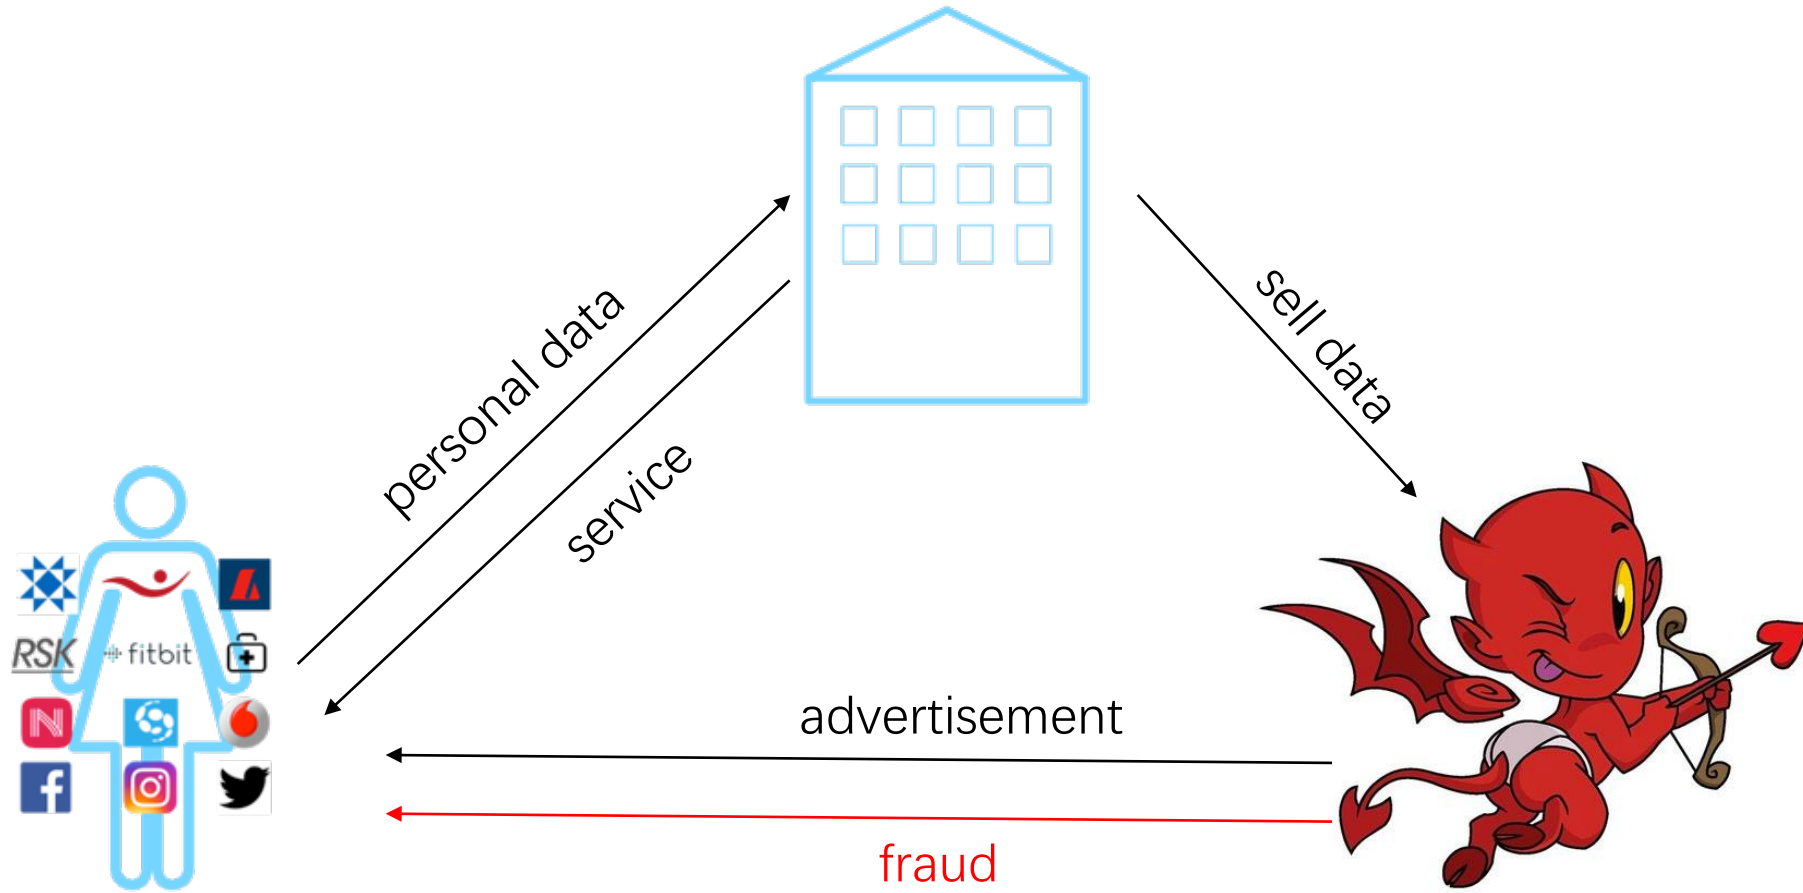 personal data
service
sell data
RSK
fitbit
advertisement
fraud